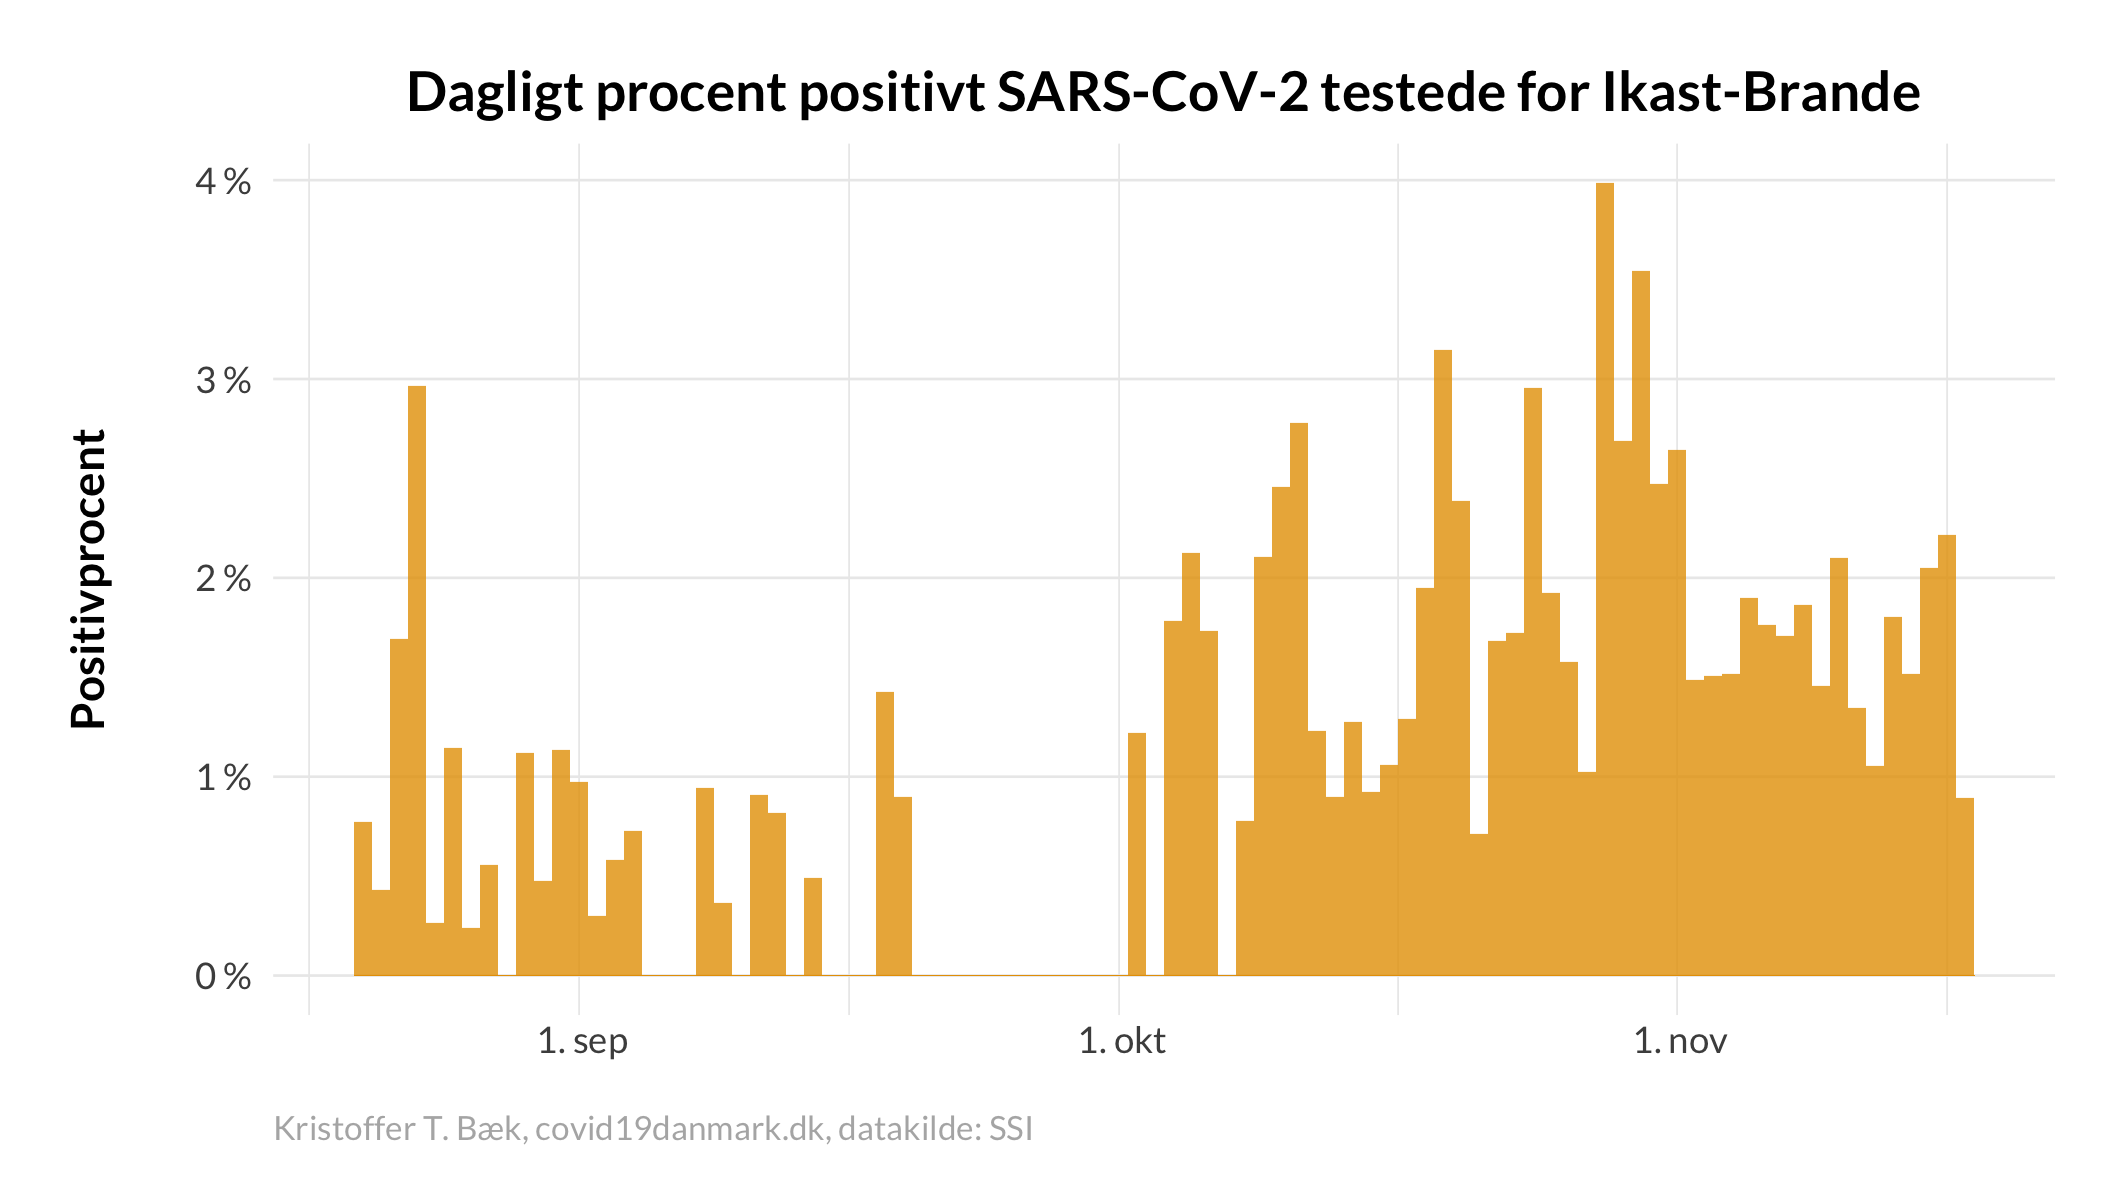 Dagligt procent positivt SARS-CoV-2 testede for Ikast-Brande
Positivprocent
4 %
3 %
2 %
1 %
0 %
1. sep
1. okt
1. nov
Kristoffer T. Bæk, covid19danmark.dk, datakilde: SSI